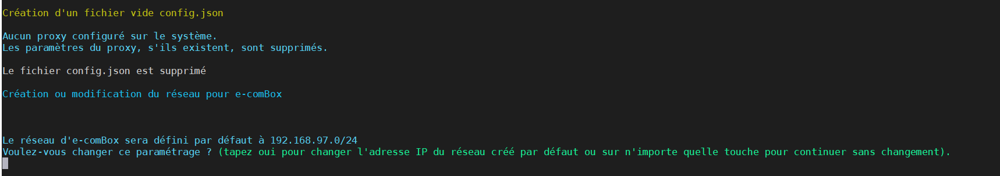 Création d'un fichier vide config.json
Aucun proxy configuré sur le système.
Les paramètres du proxy, s'ils existent, sont supprimés.
Le fichier config.json est supprimé
Création ou modification du réseau pour e-comBox
Le réseau d'e-comBox sera défini par défaut à 192.168.97.0/24
Voulez-vous changer ce paramétrage ? (tapez oui pour changer l'adresse IP du réseau créé par défaut ou sur n'importe quelle touche pour continuer sans changement).